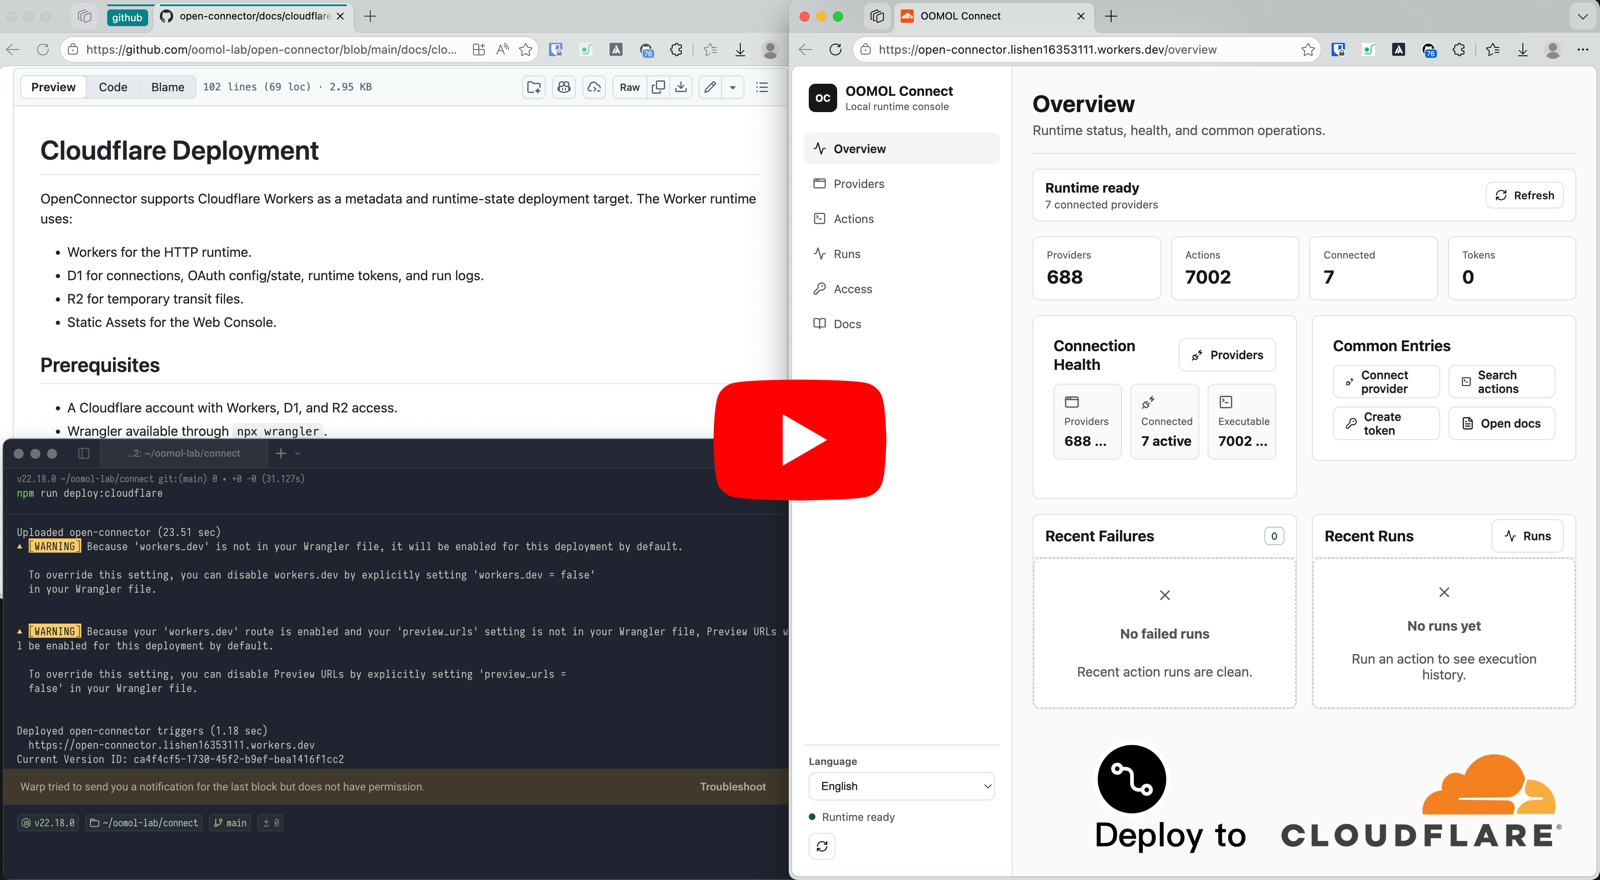 github
open-connector/docs/cloudflare
https://github.com/oomol-lab/open-connector/blob/main/docs/clo...
76
Preview
Code
Blame
102 lines (69 loc) · 2.95 KB
Raw
Cloudflare Deployment
OpenConnector supports Cloudflare Workers as a metadata and runtime-state deployment target. The Worker runtime
uses:
• Workers for the HTTP runtime.
• D1 for connections, OAuth config/state, runtime tokens, and run logs.
• R2 for temporary transit files.
• Static Assets for the Web Console.
Prerequisites
• A Cloudflare account with Workers, D1, and R2 access.
• Wrangler available through npx wrangler.
..2: ~/oomol-lab/connect
v22.18.0 ~/oomol-lab/connect git:(main) 0 • +0 -0 (31.127s)
npm run deploy:cloudflare
Uploaded open-connector (23.51 sec)
▲ [WARNING] Because 'workers_dev' is not in your Wrangler file, it will be enabled for this deployment by default.
To override this setting, you can disable workers.dev by explicitly setting 'workers_dev = false'
in your Wrangler file.
▲ [WARNING] Because your 'workers.dev' route is enabled and your 'preview_urls' setting is not in your Wrangler file, Preview URLs w
l be enabled for this deployment by default.
To override this setting, you can disable Preview URLs by explicitly setting 'preview_urls =
false' in your Wrangler file.
Deployed open-connector triggers (1.18 sec)
https://open-connector.lishen16353111.workers.dev
Current Version ID: ca4f4cf5-1730-45f2-b9ef-bea1416f1cc2
Warp tried to send you a notification for the last block but does not have permission.
Troubleshoot
v22.18.0
~/oomol-lab/connect
main
± 0
OOMOL Connect
https://open-connector.lishen16353111.workers.dev/overview
76
OC
OOMOL Connect
Local runtime console
Overview
Providers
Actions
Runs
Access
Docs
Language
English
Runtime ready
Overview
Runtime status, health, and common operations.
Runtime ready
7 connected providers
Refresh
Providers
688
Actions
7002
Connected
7
Tokens
0
Connection
Health
Providers
Providers
688 ...
Connected
7 active
Executable
7002 ...
Common Entries
Connect
provider
Search
actions
Create
token
Open docs
Recent Failures
0
No failed runs
Recent action runs are clean.
Recent Runs
Runs
No runs yet
Run an action to see execution
history.
Deploy to
CLOUDFLARE®